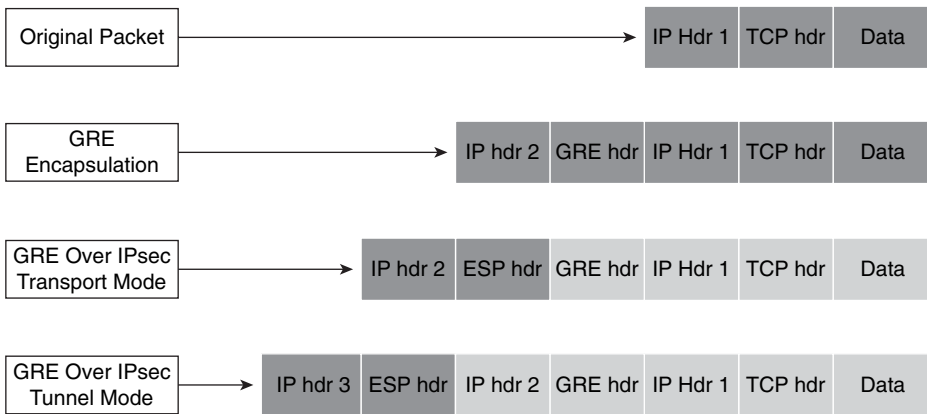 Original Packet
IP Hdr 1 TCP hdr Data
GRE
Encapsulation
IP hdr 2 GRE hdr IP Hdr 1 TCP hdr Data
GRE Over IPsec
Transport Mode
IP hdr 2 ESP hdr GRE hdr IP Hdr 1 TCP hdr Data
GRE Over IPsec
Tunnel Mode
IP hdr 3 ESP hdr IP hdr 2 GRE hdr IP Hdr 1 TCP hdr Data